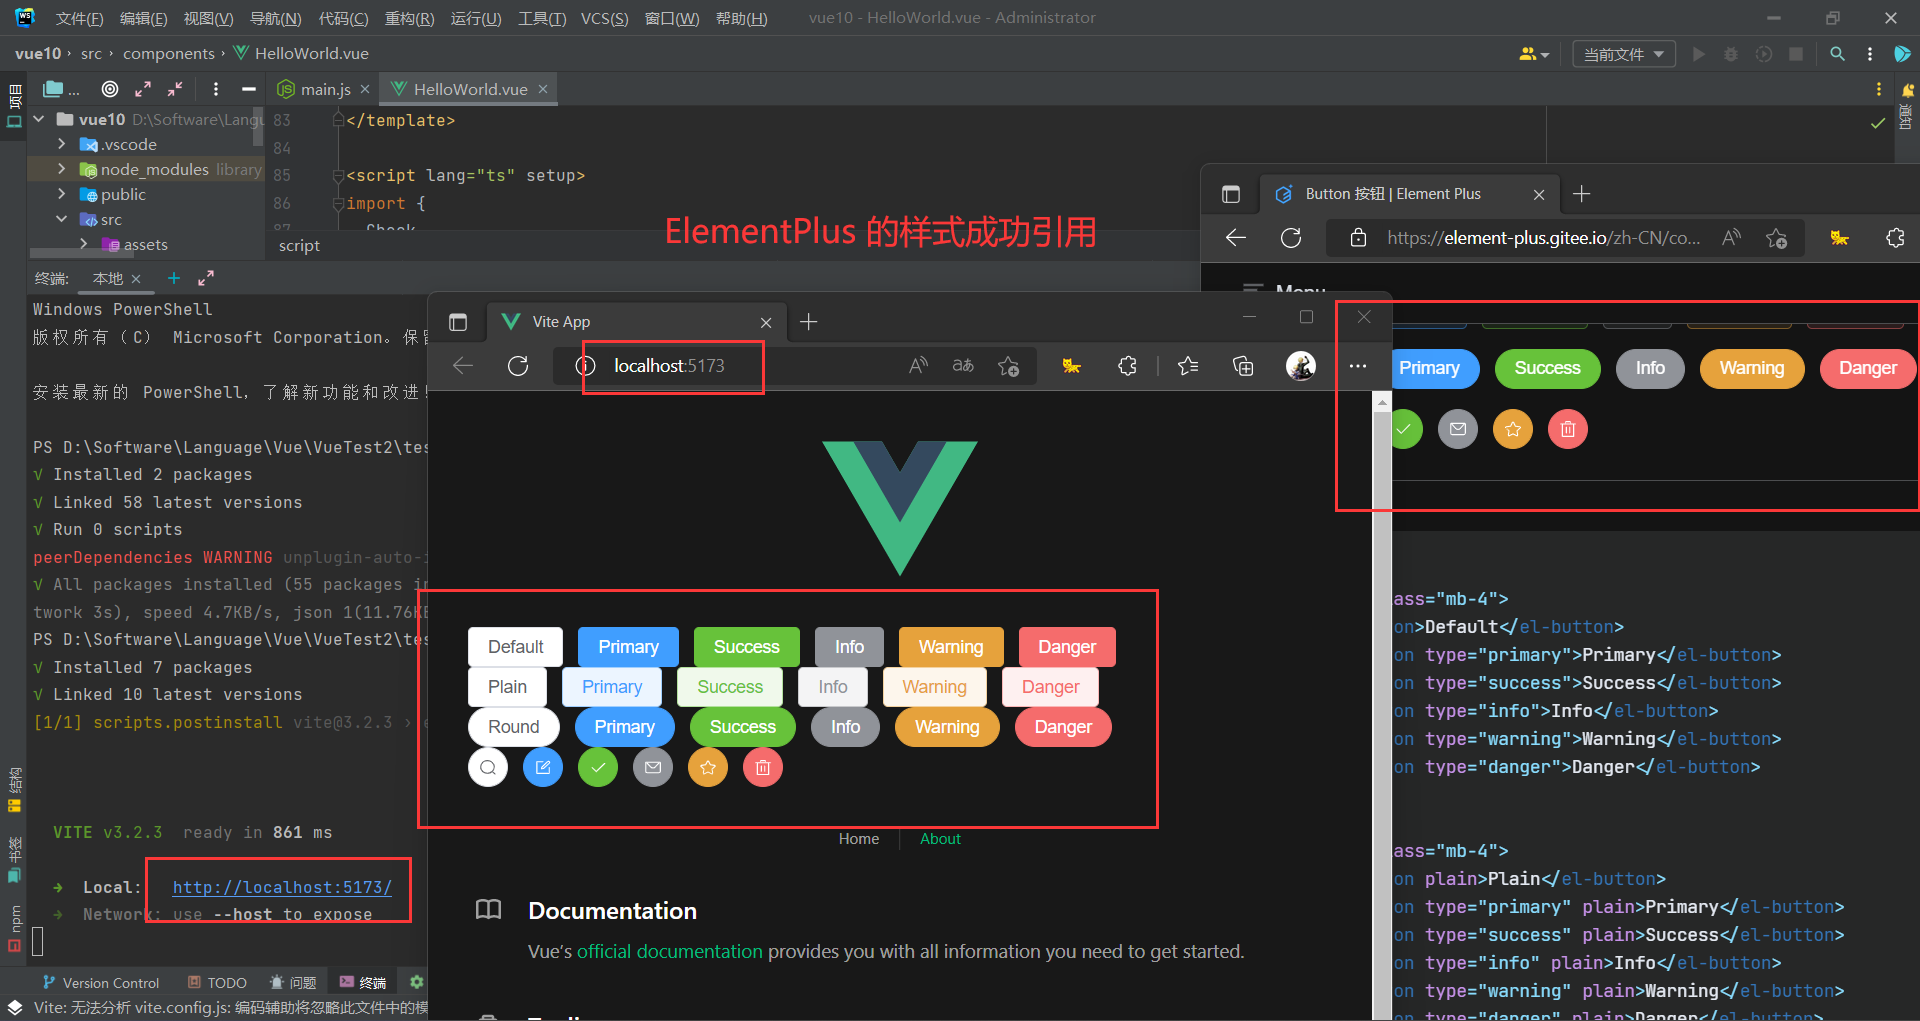 文件(F) 编辑(E) 视图(V) 导航(N) 代码(C) 重构(R) 运行(U) 工具(T) VCS(S) 窗口(W) 帮助(H) vue10 - HelloWorld.vue - Administrator
vue10 › src › components › HelloWorld.vue
当前文件
项目
...
main.js
HelloWorld.vue
通知
vue10 D:\Software\Langu
.vscode
node_modules library
public
src
assets
83 </template>
84
85 <script lang="ts" setup>
86 import {
87 Check
script
ElementPlus 的样式成功引用
终端: 本地
Windows PowerShell
版权所有 (C) Microsoft Corporation。保留
安装最新的 PowerShell,了解新功能和改进!
PS D:\Software\Language\Vue\VueTest2\tes
√ Installed 2 packages
√ Linked 58 latest versions
√ Run 0 scripts
peerDependencies WARNING unplugin-auto-i
√ All packages installed (55 packages in
twork 3s), speed 4.7KB/s, json 1(11.76KB
PS D:\Software\Language\Vue\VueTest2\tes
√ Installed 7 packages
√ Linked 10 latest versions
[1/1] scripts.postinstall vite@3.2.3 › e
VITE v3.2.3 ready in 861 ms
➜ Local: http://localhost:5173/
➜ Network: use --host to expose
结构
书签
npm
Version Control TODO 问题 终端
Vite: 无法分析 vite.config.js: 编码辅助将忽略此文件中的模
Button 按钮 | Element Plus
https://element-plus.gitee.io/zh-CN/co...
Menu
Primary Success Info Warning Danger
ass="mb-4">
on>Default</el-button>
on type="primary">Primary</el-button>
on type="success">Success</el-button>
on type="info">Info</el-button>
on type="warning">Warning</el-button>
on type="danger">Danger</el-button>
ass="mb-4">
on plain>Plain</el-button>
on type="primary" plain>Primary</el-button>
on type="success" plain>Success</el-button>
on type="info" plain>Info</el-button>
on type="warning" plain>Warning</el-button>
on type="danger" plain>Danger</el-button>
Vite App
localhost:5173
Default Primary Success Info Warning Danger
Plain Primary Success Info Warning Danger
Round Primary Success Info Warning Danger
Home About
Documentation
Vue's official documentation provides you with all information you need to get started.